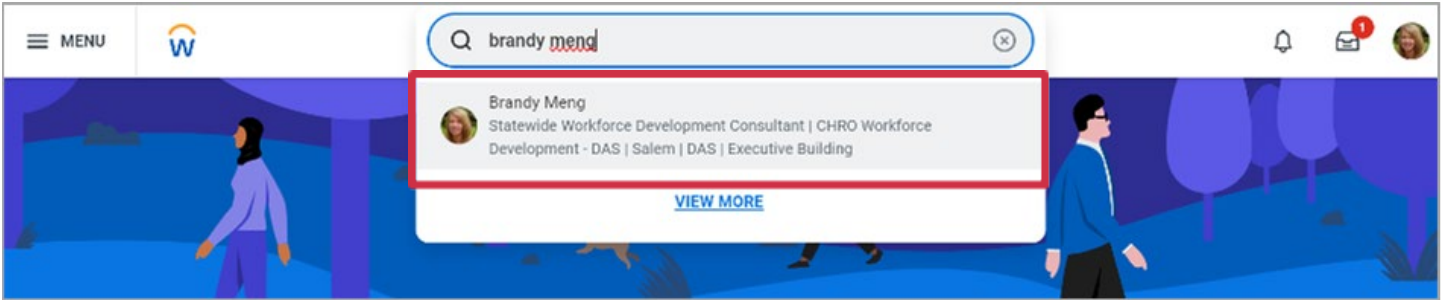 MENU
brandy meng
1
Brandy Meng
Statewide Workforce Development Consultant | CHRO Workforce
Development - DAS | Salem | DAS | Executive Building
VIEW MORE